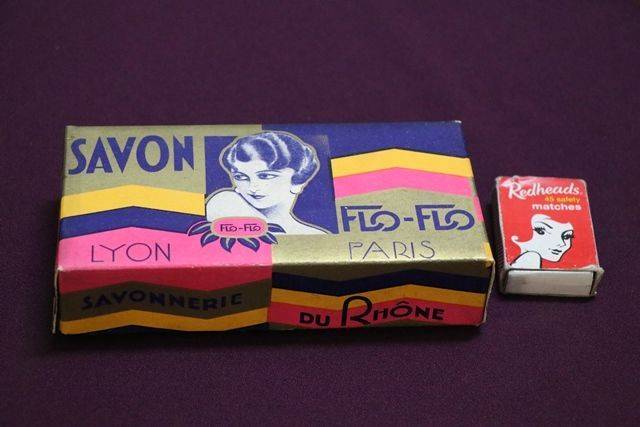 SAVON
FLO-FLO
FLO-FLO
LYON
PARIS
SAVONNERIE
DU RHÔNE
Redheads.
45 safety
matches